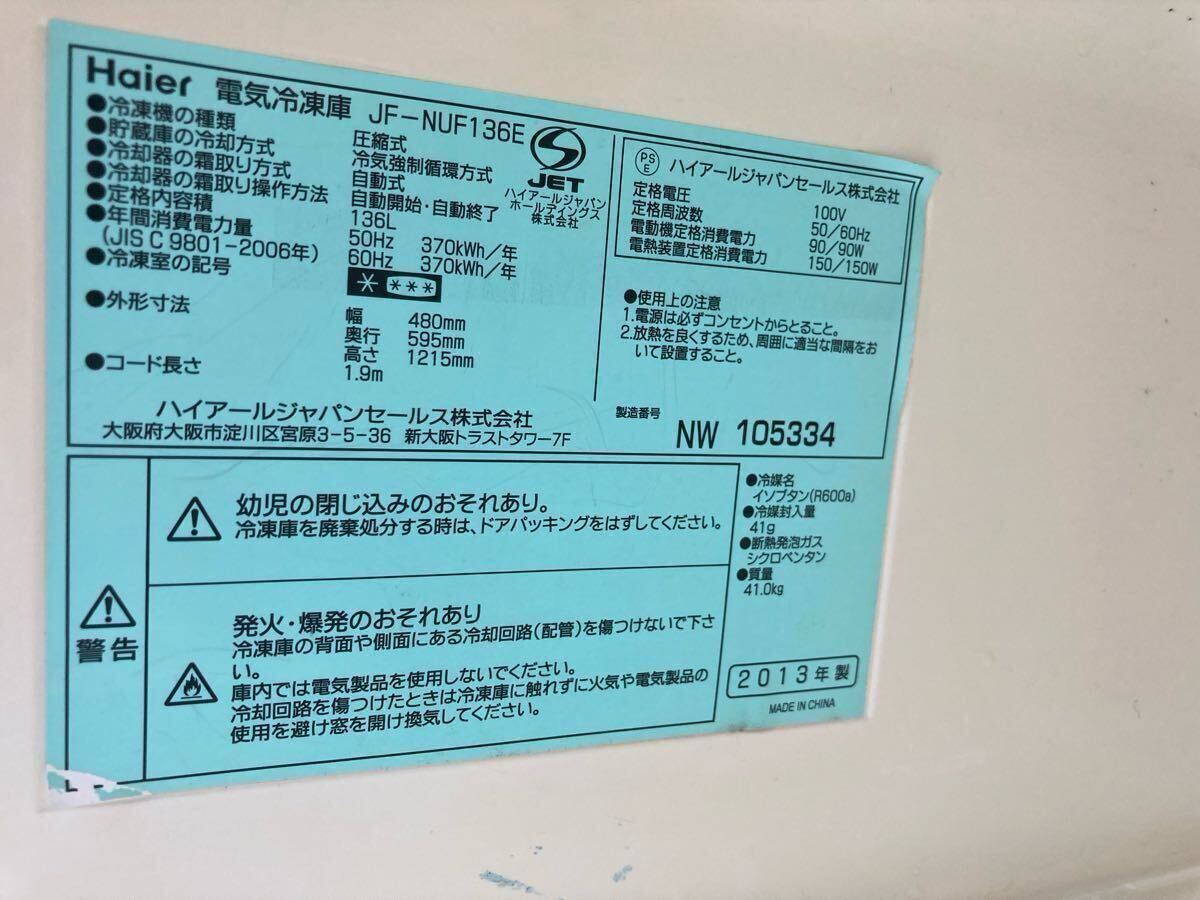 Haier 電気冷凍庫 JF-NUF136E
●冷凍機の種類 圧縮式
●貯蔵庫の冷却方式 冷気強制循環方式
●冷却器の霜取り方式 自動式
●冷却器の霜取り操作方法 自動開始・自動終了
●定格内容積 136L
●年間消費電力量 50Hz 370kWh/年
(JIS C 9801-2006年) 60Hz 370kWh/年
●冷凍室の記号 * ***
●外形寸法 幅 480mm
奥行 595mm
高さ 1215mm
●コード長さ 1.9m
JET
ハイアールジャパン
ホールディングス
株式会社
PS
E
ハイアールジャパンセールス株式会社
定格電圧 100V
定格周波数 50/60Hz
電動機定格消費電力 90/90W
電熱装置定格消費電力 150/150W
●使用上の注意
1.電源は必ずコンセントからとること。
2.放熱を良くするため、周囲に適当な間隔をお
いて設置すること。
ハイアールジャパンセールス株式会社
大阪府大阪市淀川区宮原3-5-36 新大阪トラストタワー7F
製造番号
NW 105334
警告
幼児の閉じ込みのおそれあり。
冷凍庫を廃棄処分する時は、ドアパッキングをはずしてください。
発火・爆発のおそれあり
冷凍庫の背面や側面にある冷却回路(配管)を傷つけないで下さ
い。
庫内では電気製品を使用しないでください。
冷却回路を傷つけたときは冷凍庫に触れずに火気や電気製品の
使用を避け窓を開け換気してください。
●冷媒名
イソブタン(R600a)
●冷媒封入量
41g
●断熱発泡ガス
シクロペンタン
●質量
41.0kg
2013年製
MADE IN CHINA